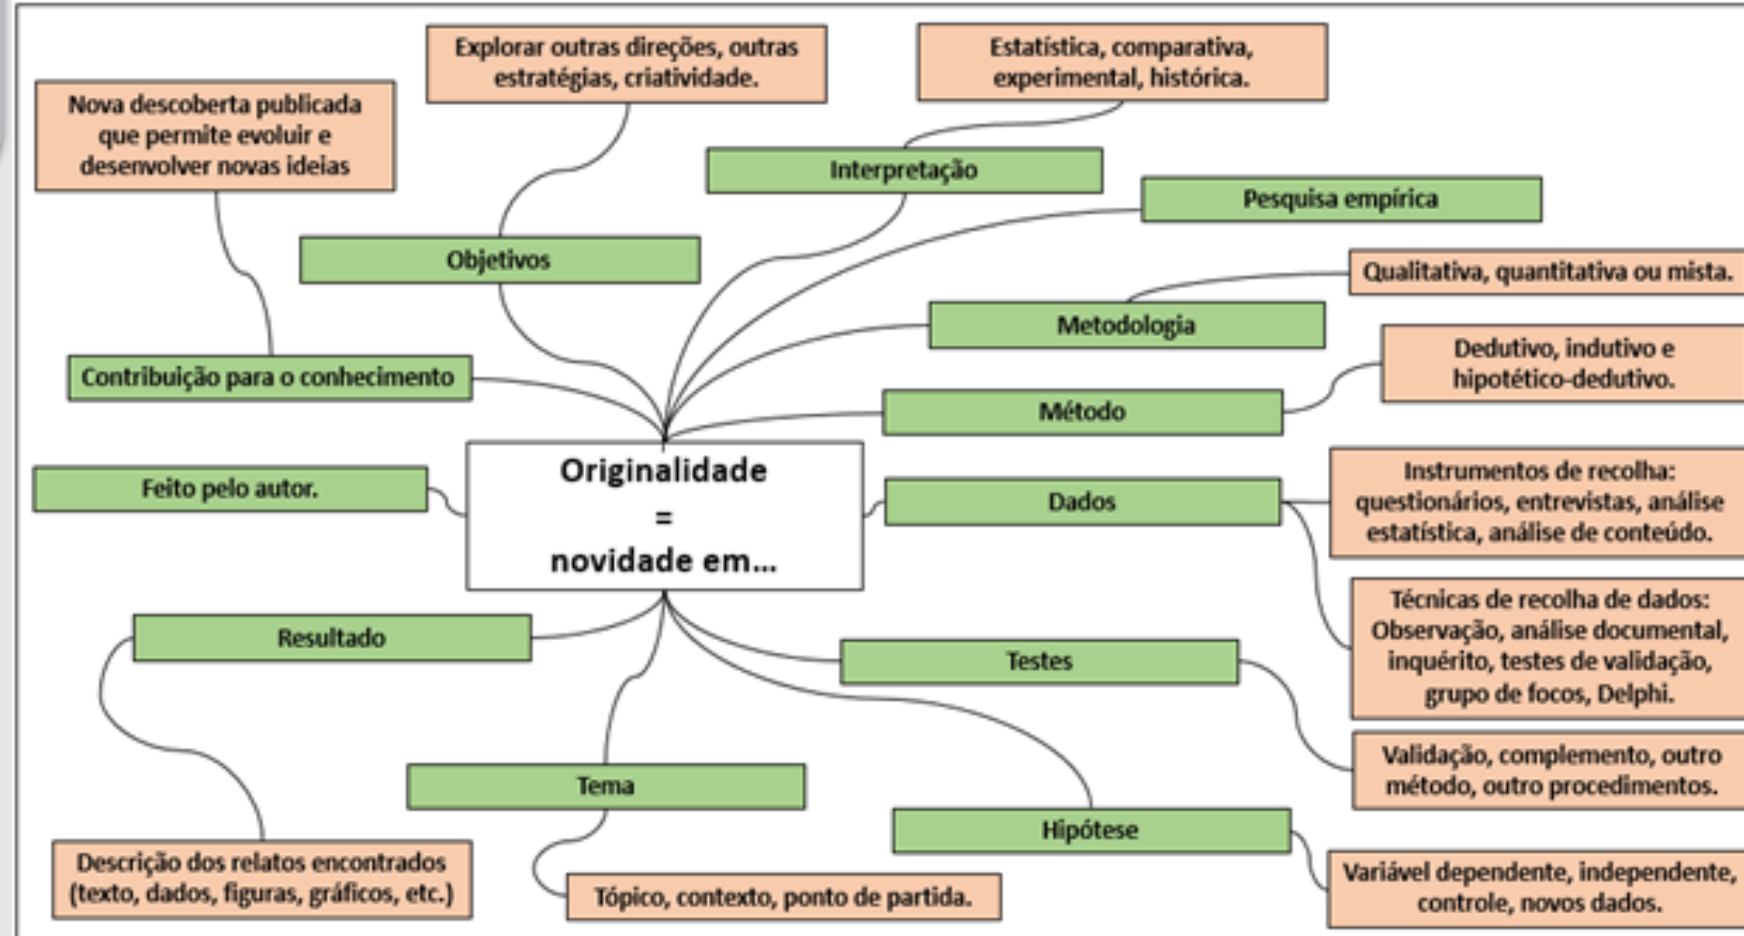 Explorar outras direções, outras
estratégias, criatividade.
Estatística, comparativa,
experimental, histórica.
Nova descoberta publicada
que permite evoluir e
desenvolver novas ideias
Interpretação
Pesquisa empírica
Objetivos
Qualitativa, quantitativa ou mista.
Metodologia
Dedutivo, indutivo e
hipotético-dedutivo.
Contribuição para o conhecimento
Método
Originalidade
=
novidade em...
Feito pelo autor.
Dados
Instrumentos de recolha:
questionários, entrevistas, análise
estatística, análise de conteúdo.
Técnicas de recolha de dados:
Observação, análise documental,
inquérito, testes de validação,
grupo de focos, Delphi.
Resultado
Testes
Validação, complemento, outro
método, outro procedimentos.
Tema
Hipótese
Descrição dos relatos encontrados
(texto, dados, figuras, gráficos, etc.)
Tópico, contexto, ponto de partida.
Variável dependente, independente,
controle, novos dados.